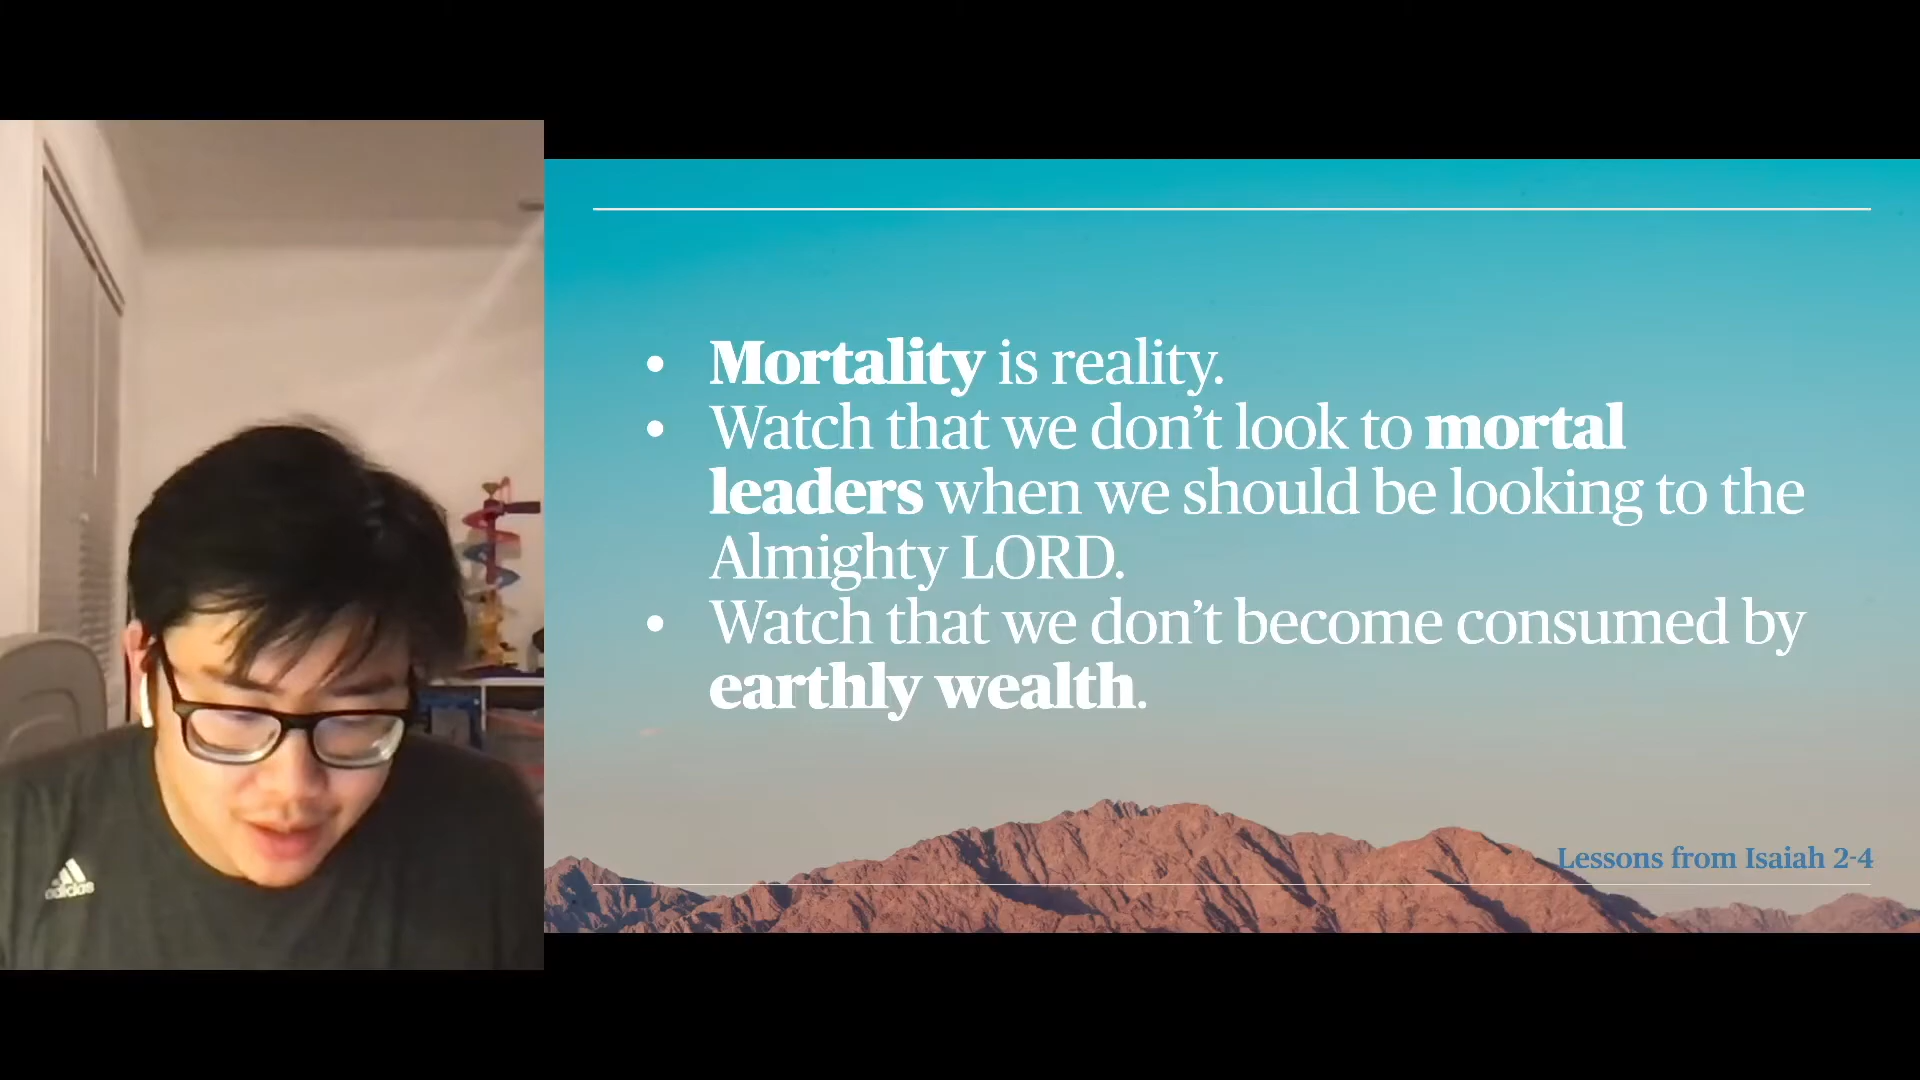 • Mortality is reality.
• Watch that we don’t look to mortal
leaders when we should be looking to the
Almighty LORD.
• Watch that we don’t become consumed by
earthly wealth.
Lessons from Isaiah 2-4
adidas